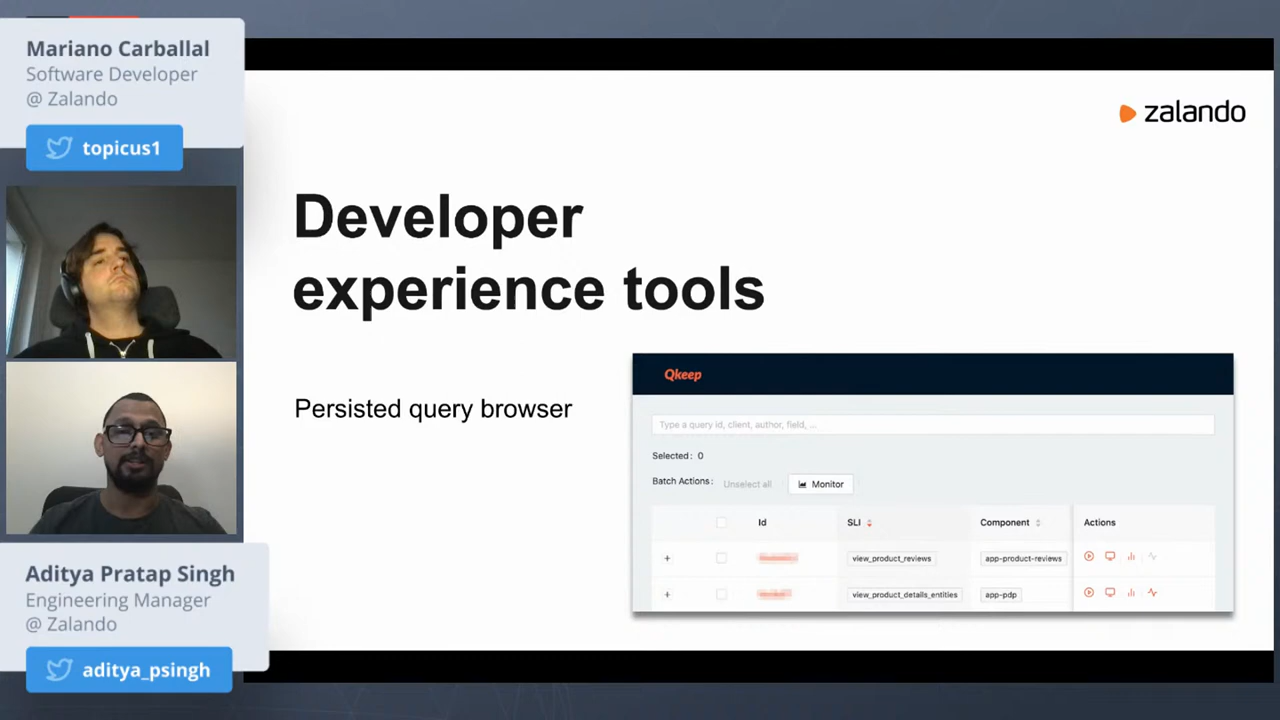 Mariano Carballal
Software Developer
@ Zalando
topicus1
Aditya Pratap Singh
Engineering Manager
@ Zalando
aditya_psingh
zalando
Developer
experience tools
Persisted query browser
Qkeep
Type a query id, client, author, field, ...
Selected: 0
Batch Actions: Unselect all Monitor
Id SLI Component Actions
+ view_product_reviews app-product-reviews
+ view_product_details_entities app-pdp